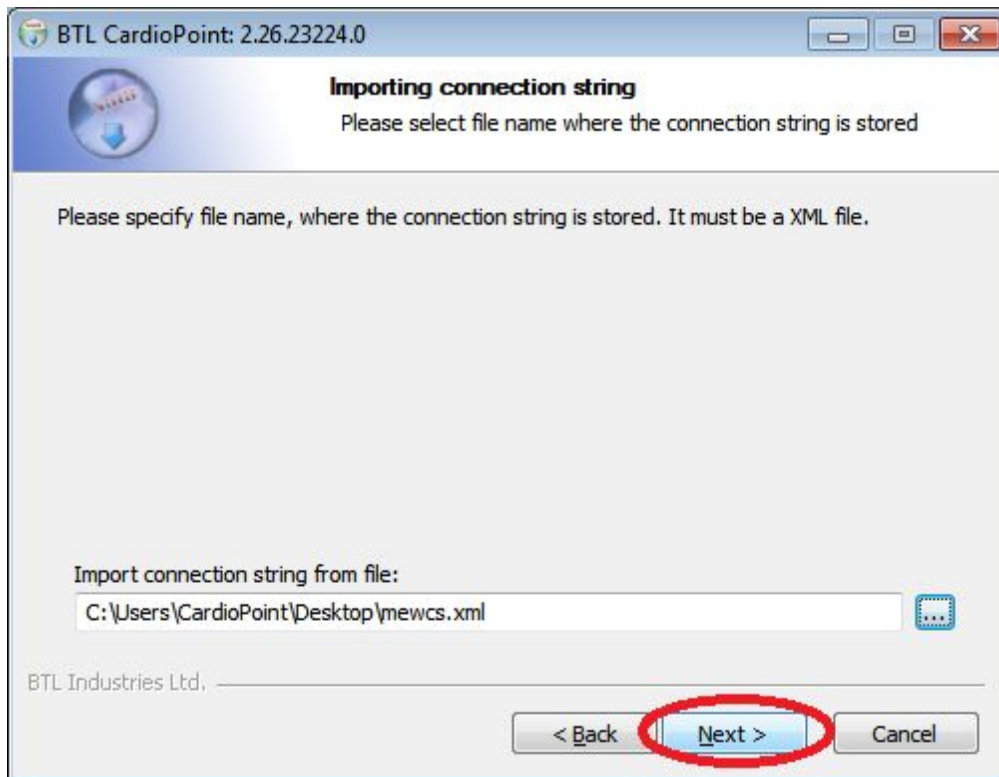 BTL CardioPoint: 2.26.23224.0
Importing connection string
Please select file name where the connection string is stored
Please specify file name, where the connection string is stored. It must be a XML file.
Import connection string from file:
C:\Users\CardioPoint\Desktop\mewcs.xml
...
BTL Industries Ltd.
< Back
Next >
Cancel